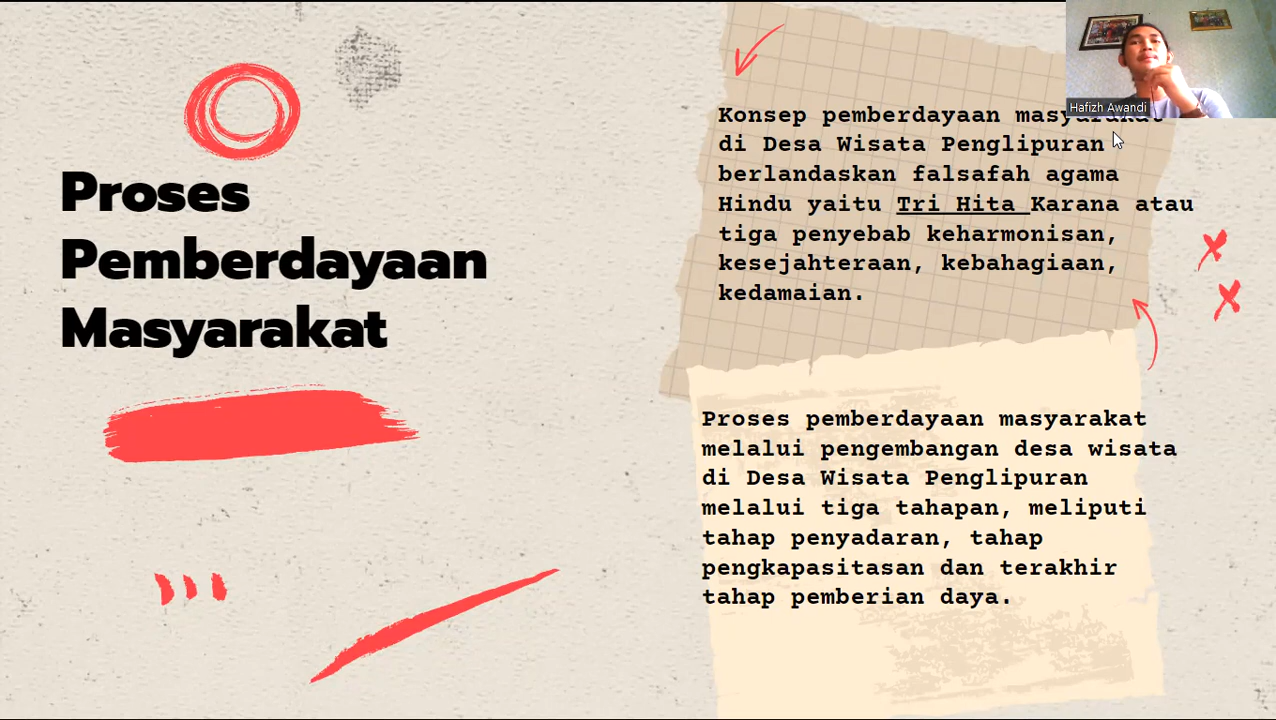 Proses
Pemberdayaan
Masyarakat
Konsep pemberdayaan masyarakat
di Desa Wisata Penglipuran
berlandaskan falsafah agama
Hindu yaitu Tri Hita Karana atau
tiga penyebab keharmonisan,
kesejahteraan, kebahagiaan,
kedamaian.
Proses pemberdayaan masyarakat
melalui pengembangan desa wisata
di Desa Wisata Penglipuran
melalui tiga tahapan, meliputi
tahap penyadaran, tahap
pengkapasitasan dan terakhir
tahap pemberian daya.
Hafizh Awandi